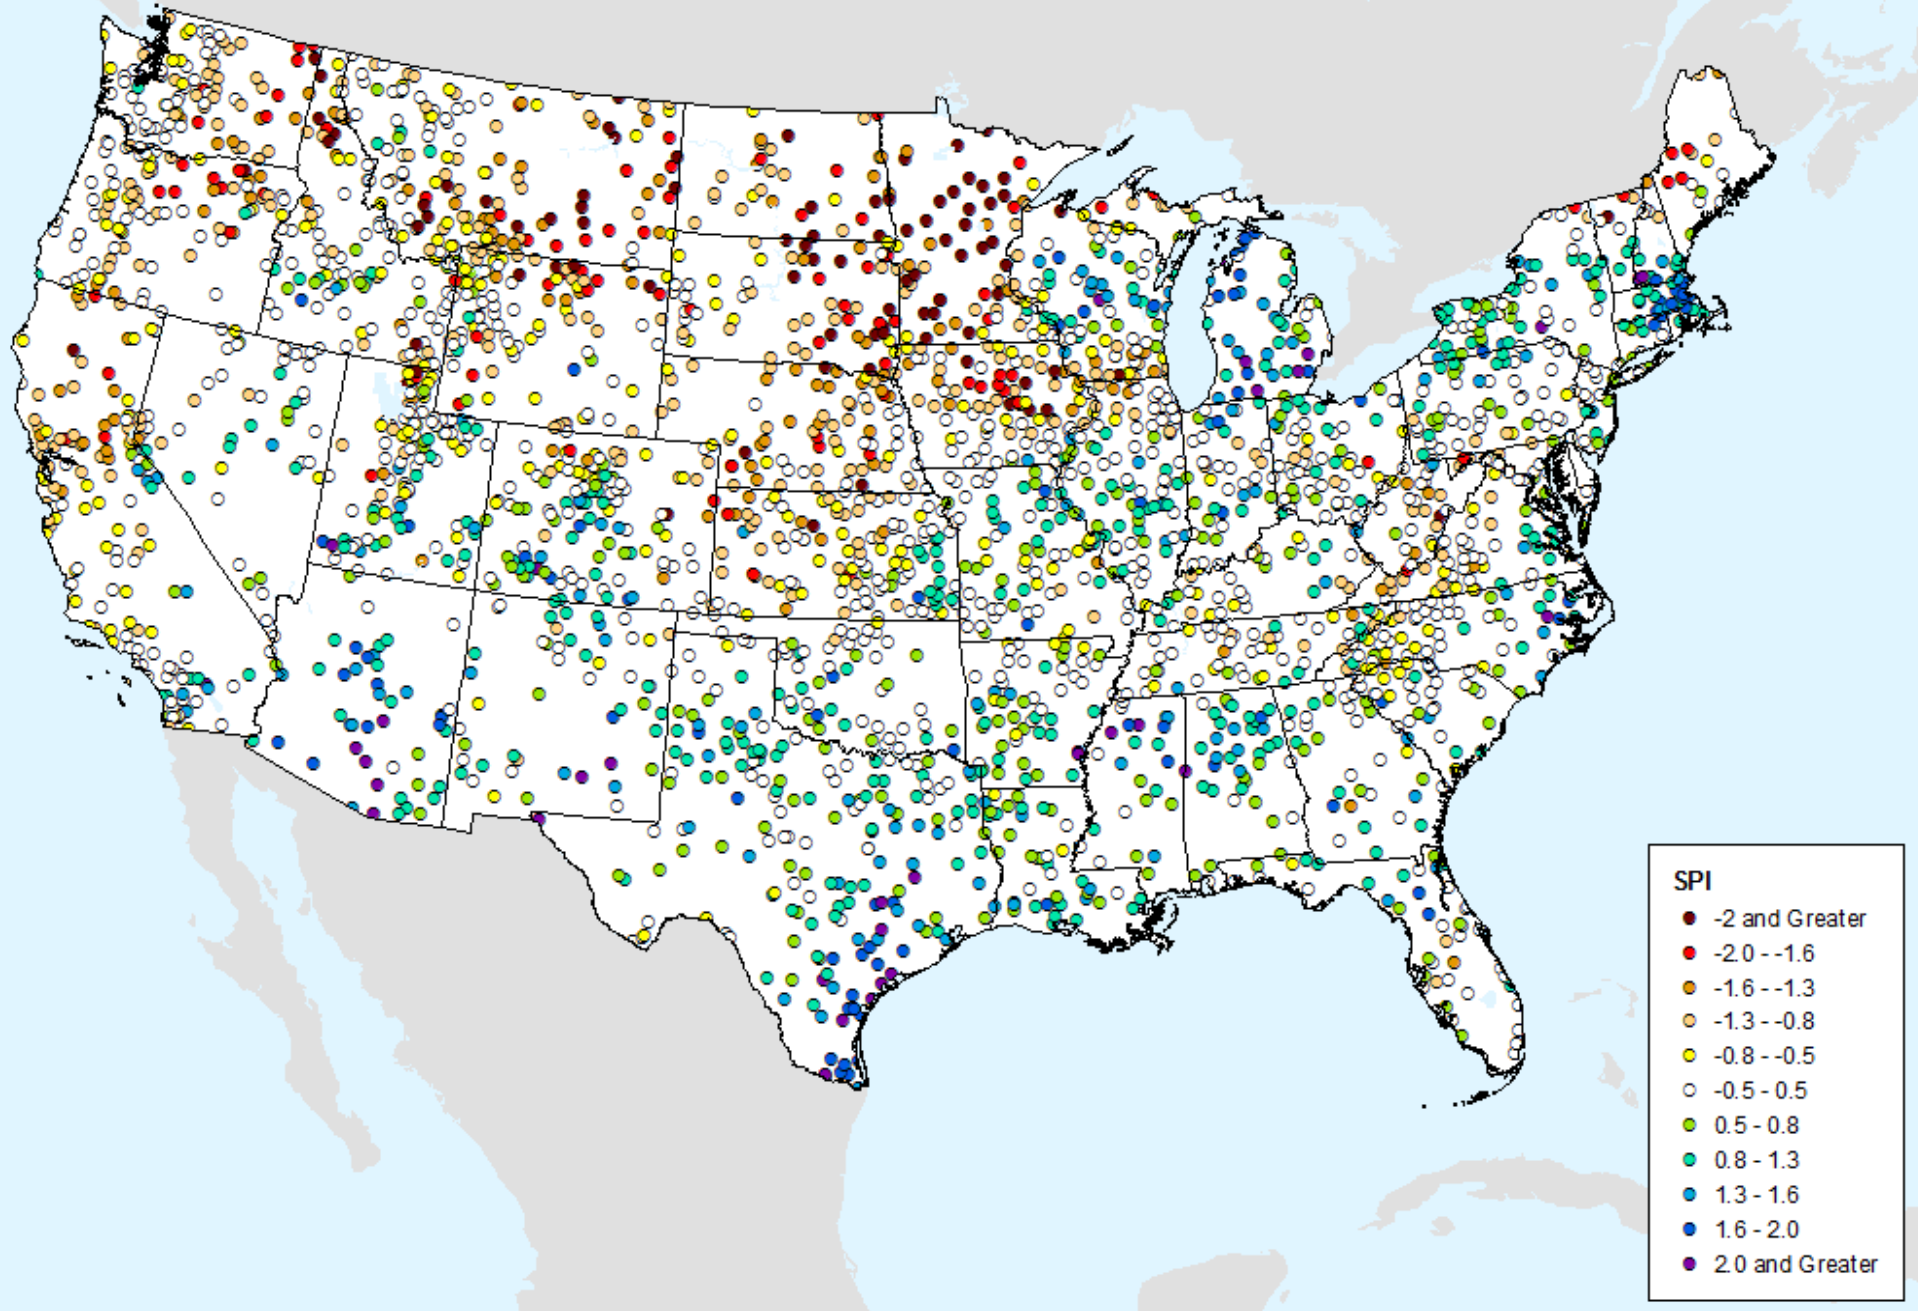 SPI
-2 and Greater
-2.0 - -1.6
-1.6 - -1.3
-1.3 - -0.8
-0.8 - -0.5
-0.5 - 0.5
0.5 - 0.8
0.8 - 1.3
1.3 - 1.6
1.6 - 2.0
2.0 and Greater